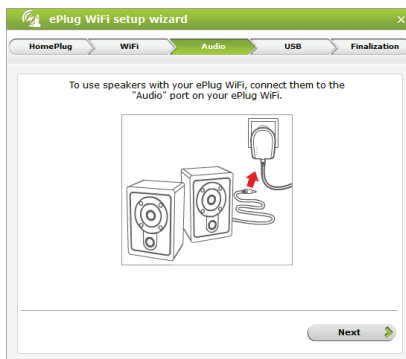 ePlug WiFi setup wizard
HomePlug WiFi Audio USB Finalization
To use speakers with your ePlug WiFi, connect them to the
"Audio" port on your ePlug WiFi.
Next